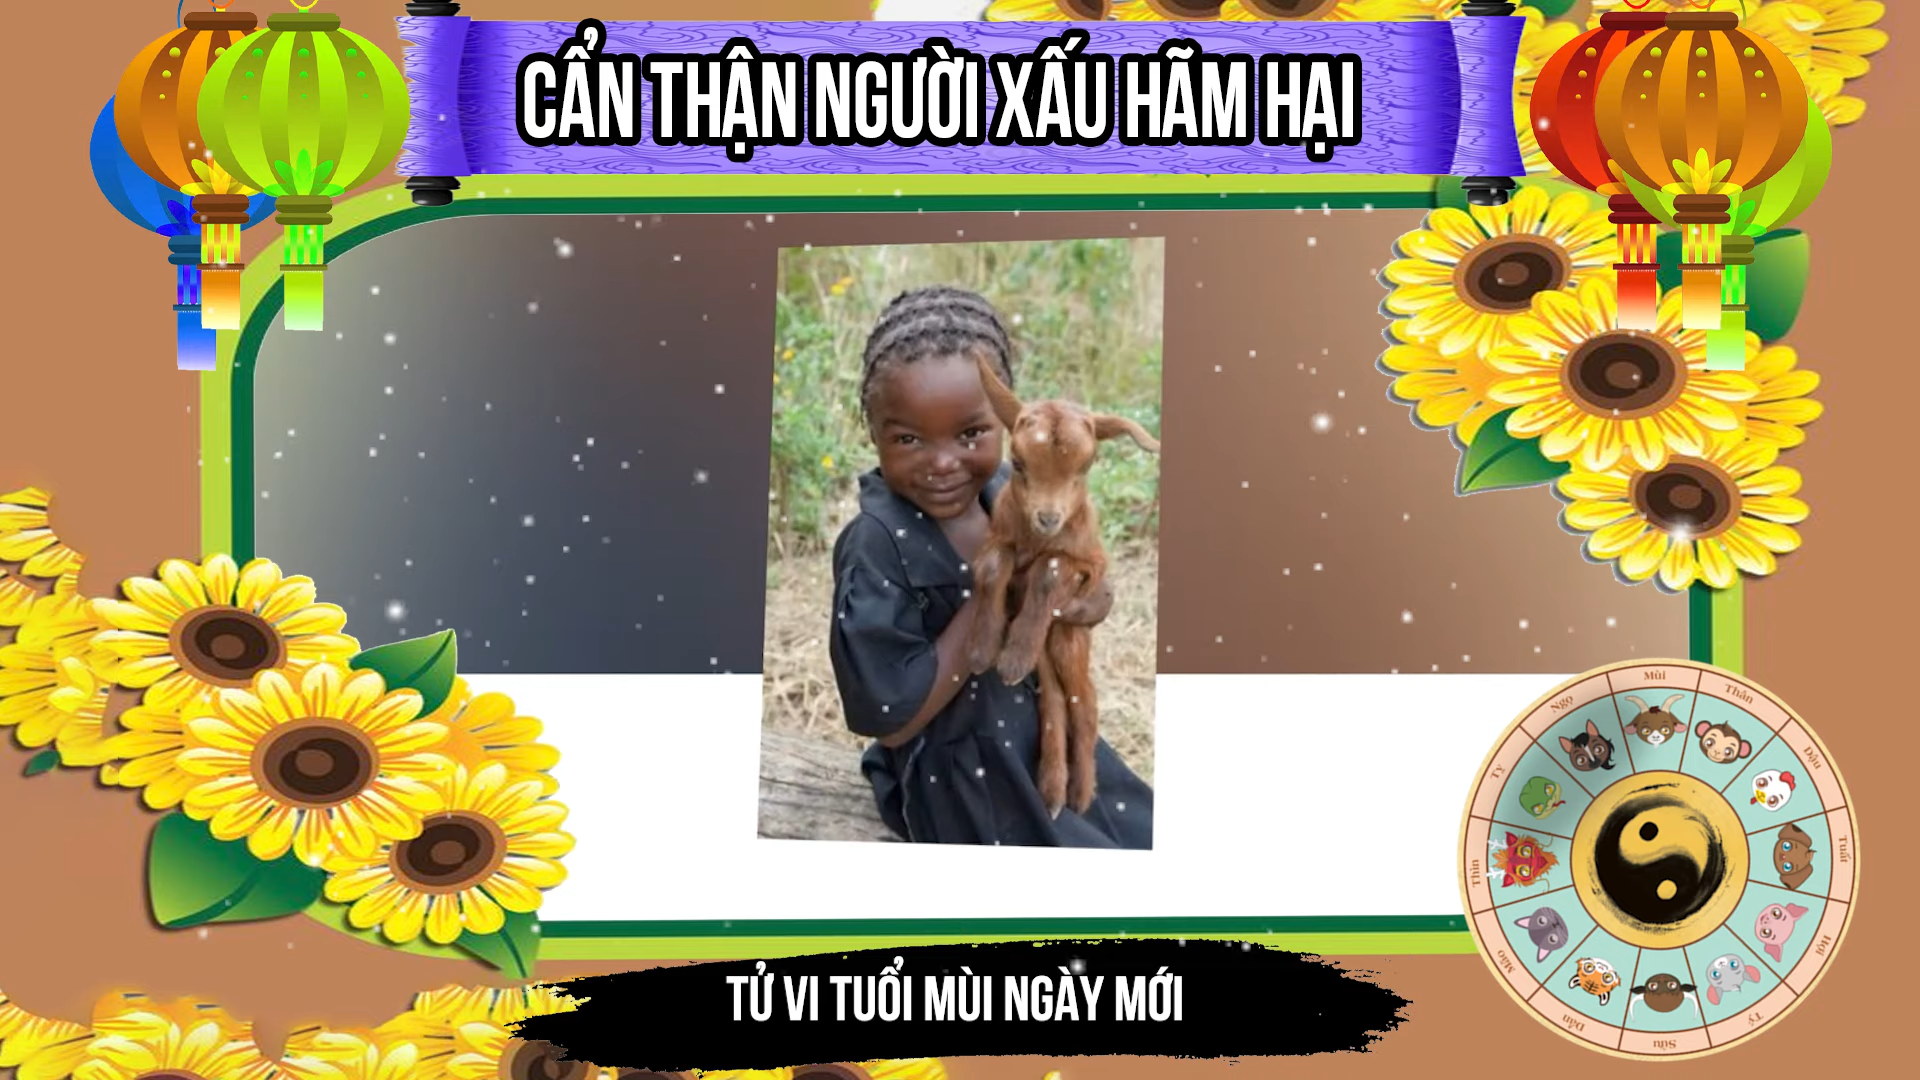 CẨN THẬN NGƯỜI XẤU HÃM HẠI
TỬ VI TUỔI MÙI NGÀY MỚI
Mùi
Thân
Dậu
Tuất
Hợi
Tý
Sửu
Dần
Mão
Thìn
Tỵ
Ngọ